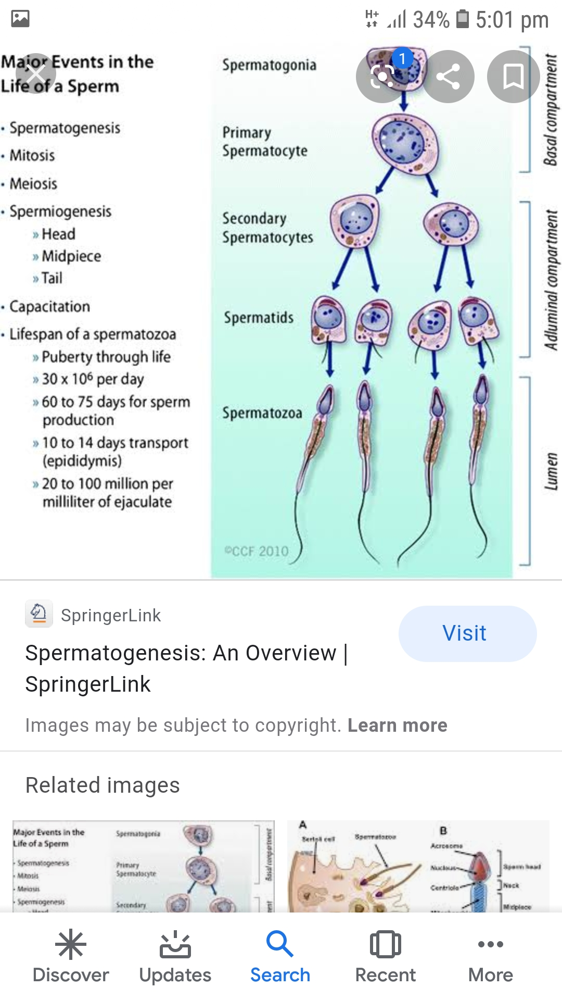 H+ 34% 5:01 pm
1
Major Events in the
Life of a Sperm
• Spermatogenesis
• Mitosis
• Meiosis
• Spermiogenesis
» Head
» Midpiece
» Tail
• Capacitation
• Lifespan of a spermatozoa
» Puberty through life
» 30 x 10⁶ per day
» 60 to 75 days for sperm
production
» 10 to 14 days transport
(epididymis)
» 20 to 100 million per
milliliter of ejaculate
Spermatogonia
Primary
Spermatocyte
Secondary
Spermatocytes
Spermatids
Spermatozoa
©CCF 2010
Basal compartment
Adluminal compartment
Lumen
SpringerLink
Visit
Spermatogenesis: An Overview |
SpringerLink
Images may be subject to copyright. Learn more
Related images
Major Events in the
Life of a Sperm
• Spermatogenesis
• Mitosis
• Meiosis
• Spermiogenesis
Spermatogonia
Primary
Spermatocyte
Secondary
Basal compartment
A
Sertoli cell
Spermatozoa
B
Acrosome
Nucleus
Centriole
Sperm head
Neck
Midpiece
Discover
Updates
Search
Recent
More